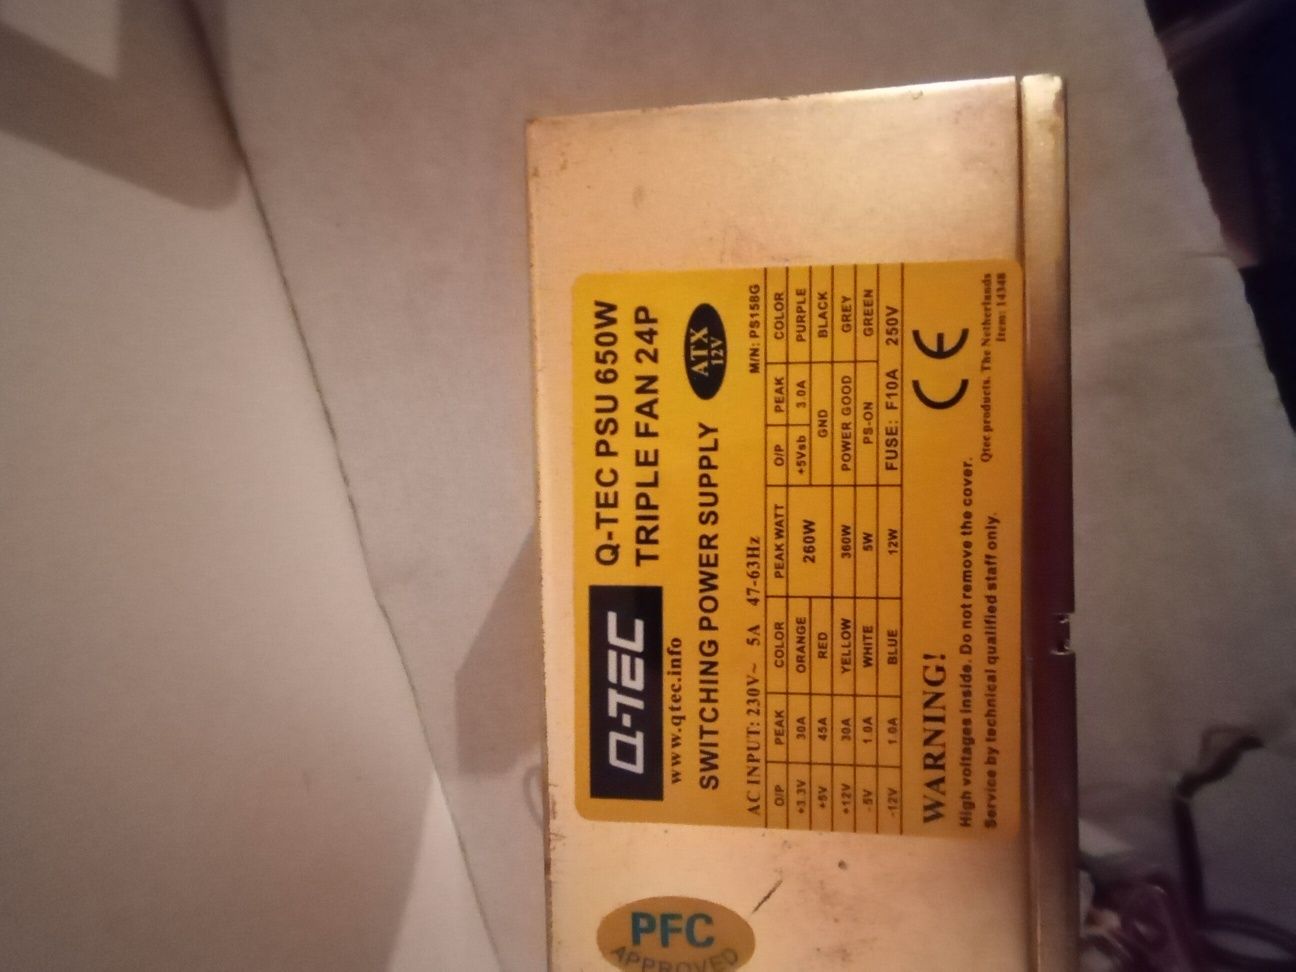 Q-TEC
Q-TEC PSU 650W
TRIPLE FAN 24P
www.qtec.info
SWITCHING POWER SUPPLY
ATX
12V
M/N: PS158G
AC INPUT: 230V~ 5A 47-63Hz
O/P PEAK COLOR PEAK WATT O/P PEAK COLOR
+3.3V 30A ORANGE 260W +5Vsb 3.0A PURPLE
+5V 45A RED GND BLACK
+12V 30A YELLOW 360W POWER GOOD GREY
-5V 1.0A WHITE 5W PS-ON GREEN
-12V 1.0A BLUE 12W FUSE: F10A 250V
WARNING!
CE
High voltages inside. Do not remove the cover.
Service by technical qualified staff only.
Qtec products. The Netherlands
Item: 14348
PFC
APPROVED